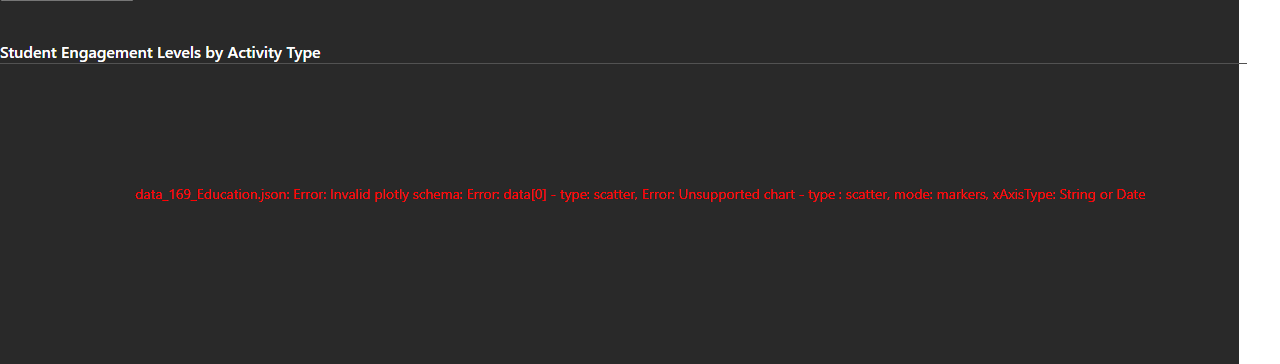 Student Engagement Levels by Activity Type
data_169_Education.json: Error: Invalid plotly schema: Error: data[0] - type: scatter, Error: Unsupported chart - type : scatter, mode: markers, xAxisType: String or Date